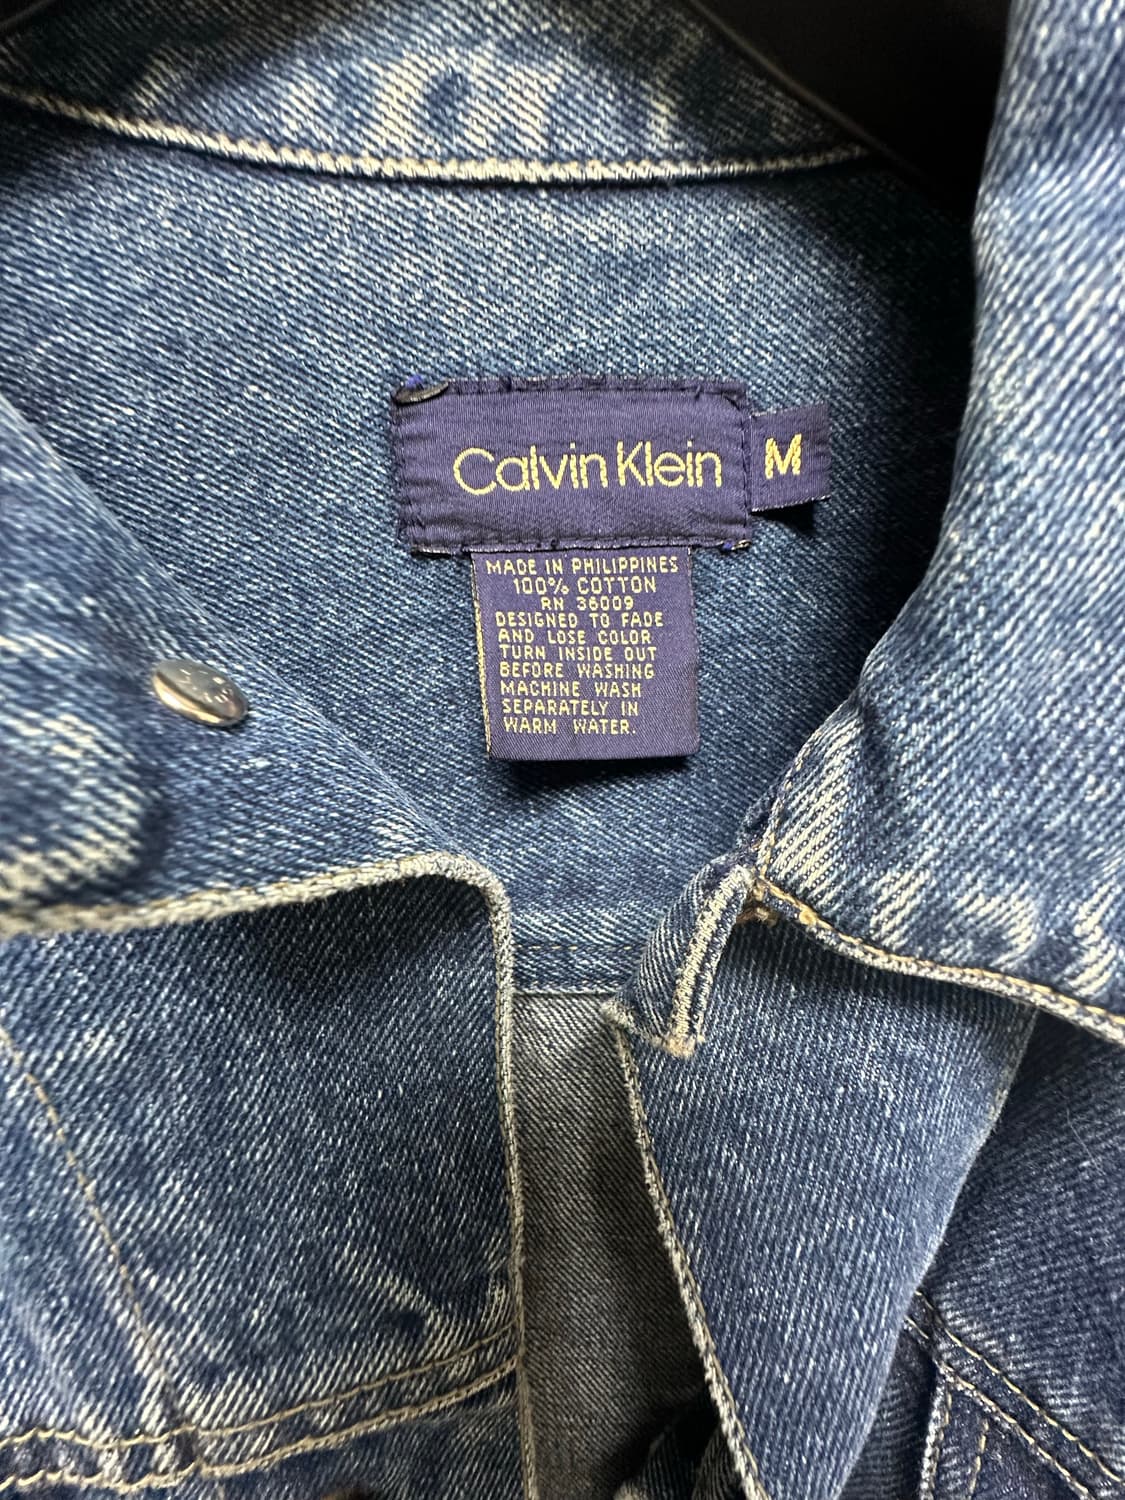 Calvin Klein
M
MADE IN PHILIPPINES
100% COTTON
RN 36009
DESIGNED TO FADE
AND LOSE COLOR
TURN INSIDE OUT
BEFORE WASHING
MACHINE WASH
SEPARATELY IN
WARM WATER.